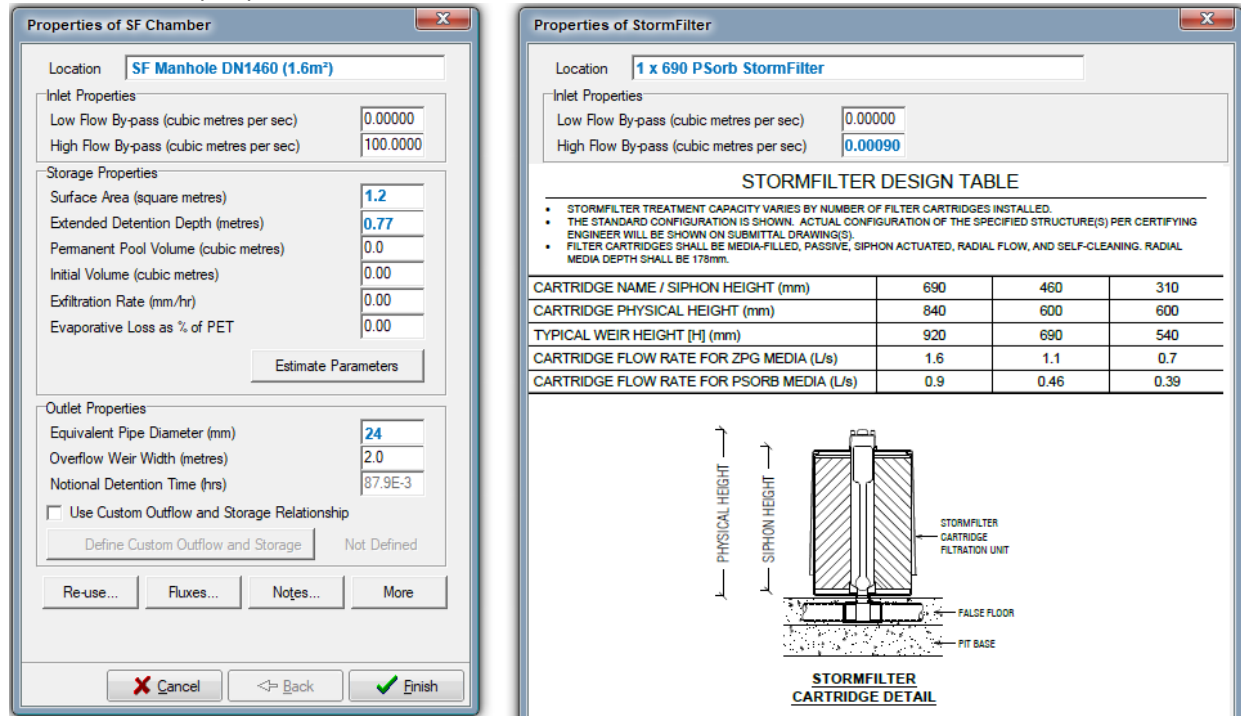 Properties of SF Chamber
Location SF Manhole DN1460 (1.6m²)
Inlet Properties
Low Flow By-pass (cubic metres per sec) 0.00000
High Flow By-pass (cubic metres per sec) 100.0000
Storage Properties
Surface Area (square metres) 1.2
Extended Detention Depth (metres) 0.77
Permanent Pool Volume (cubic metres) 0.0
Initial Volume (cubic metres) 0.00
Exfiltration Rate (mm/hr) 0.00
Evaporative Loss as % of PET 0.00
Estimate Parameters
Outlet Properties
Equivalent Pipe Diameter (mm) 24
Overflow Weir Width (metres) 2.0
Notional Detention Time (hrs) 87.9E-3
Use Custom Outflow and Storage Relationship
Define Custom Outflow and Storage Not Defined
Re-use... Fluxes... Notes... More
Cancel <= Back Finish
Properties of StormFilter
Location 1 x 690 PSorb StormFilter
Inlet Properties
Low Flow By-pass (cubic metres per sec) 0.00000
High Flow By-pass (cubic metres per sec) 0.00090
STORMFILTER DESIGN TABLE
• STORMFILTER TREATMENT CAPACITY VARIES BY NUMBER OF FILTER CARTRIDGES INSTALLED.
• THE STANDARD CONFIGURATION IS SHOWN. ACTUAL CONFIGURATION OF THE SPECIFIED STRUCTURE(S) PER CERTIFYING
ENGINEER WILL BE SHOWN ON SUBMITTAL DRAWING(S).
• FILTER CARTRIDGES SHALL BE MEDIA-FILLED, PASSIVE, SIPHON ACTUATED, RADIAL FLOW, AND SELF-CLEANING. RADIAL
MEDIA DEPTH SHALL BE 178mm.
CARTRIDGE NAME / SIPHON HEIGHT (mm) 690 460 310
CARTRIDGE PHYSICAL HEIGHT (mm) 840 600 600
TYPICAL WEIR HEIGHT [H] (mm) 920 690 540
CARTRIDGE FLOW RATE FOR ZPG MEDIA (L/s) 1.6 1.1 0.7
CARTRIDGE FLOW RATE FOR PSORB MEDIA (L/s) 0.9 0.46 0.39
PHYSICAL HEIGHT
SIPHON HEIGHT
STORMFILTER
CARTRIDGE
FILTRATION UNIT
FALSE FLOOR
PIT BASE
STORMFILTER
CARTRIDGE DETAIL